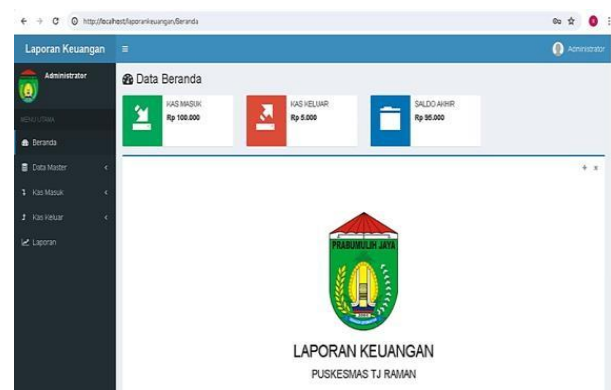 http://localhost/laporankeuangan/Beranda
Laporan Keuangan
Administrator
Administrator
MENU UTAMA
Beranda
Data Master
Kas Masuk
Kas Keluar
Laporan
Data Beranda
KAS MASUK
Rp 100.000
KAS KELUAR
Rp 5.000
SALDO AKHIR
Rp 95.000
PRABUMULIH JAYA
LAPORAN KEUANGAN
PUSKESMAS TJ RAMAN